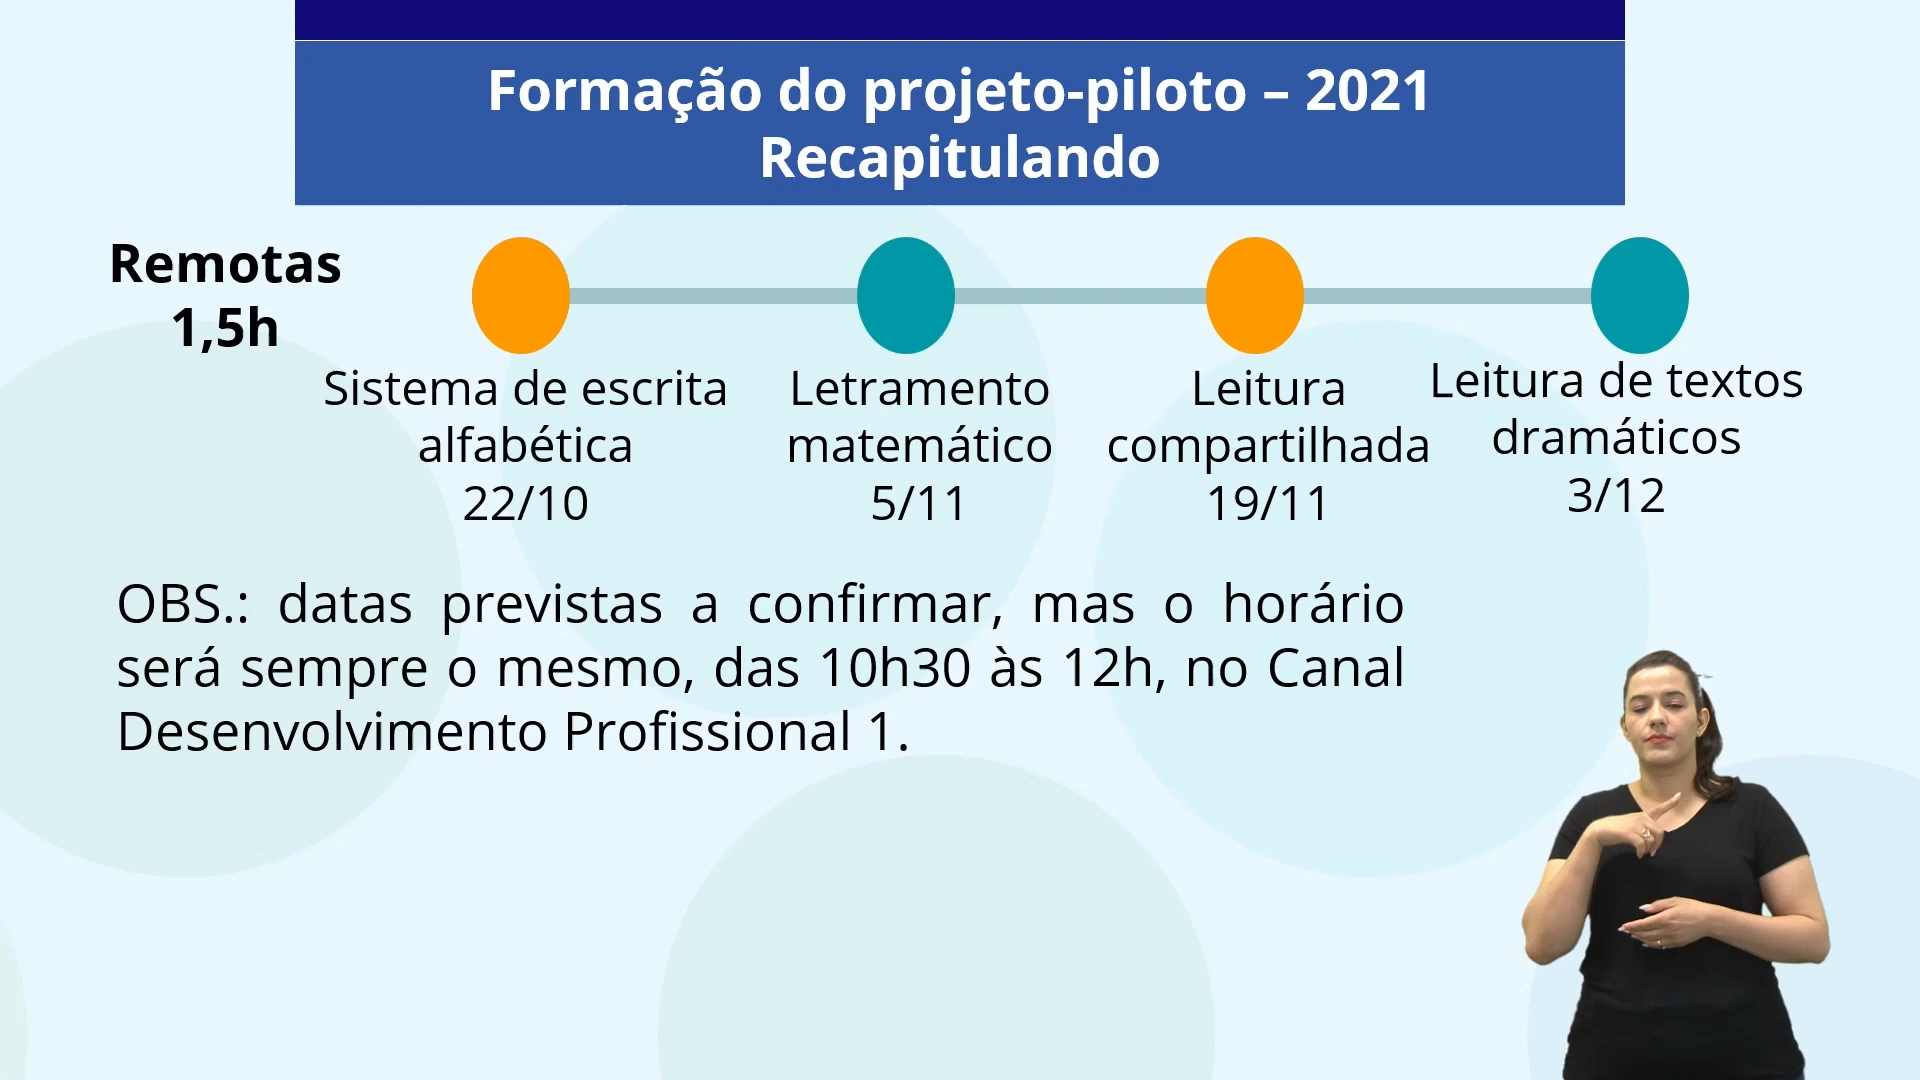 Formação do projeto-piloto – 2021
Recapitulando
Remotas
1,5h
Sistema de escrita
alfabética
22/10
Letramento
matemático
5/11
Leitura
compartilhada
19/11
Leitura de textos
dramáticos
3/12
OBS.: datas previstas a confirmar, mas o horário
será sempre o mesmo, das 10h30 às 12h, no Canal
Desenvolvimento Profissional 1.